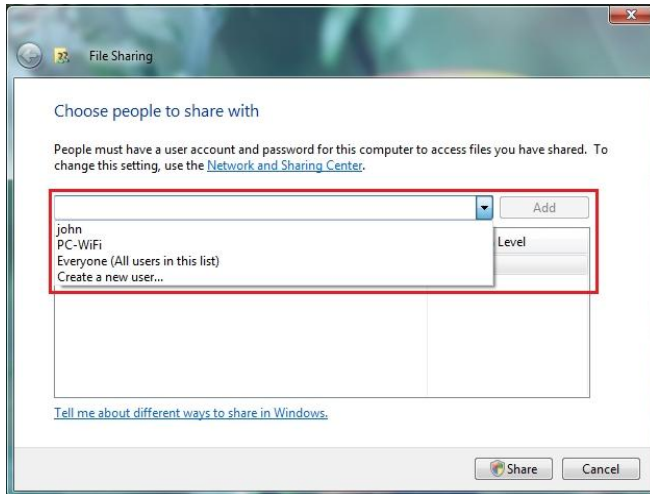 File Sharing
Choose people to share with
People must have a user account and password for this computer to access files you have shared. To
change this setting, use the Network and Sharing Center.
Add
john
PC-WiFi
Everyone (All users in this list)
Create a new user...
Level
Tell me about different ways to share in Windows.
Share
Cancel